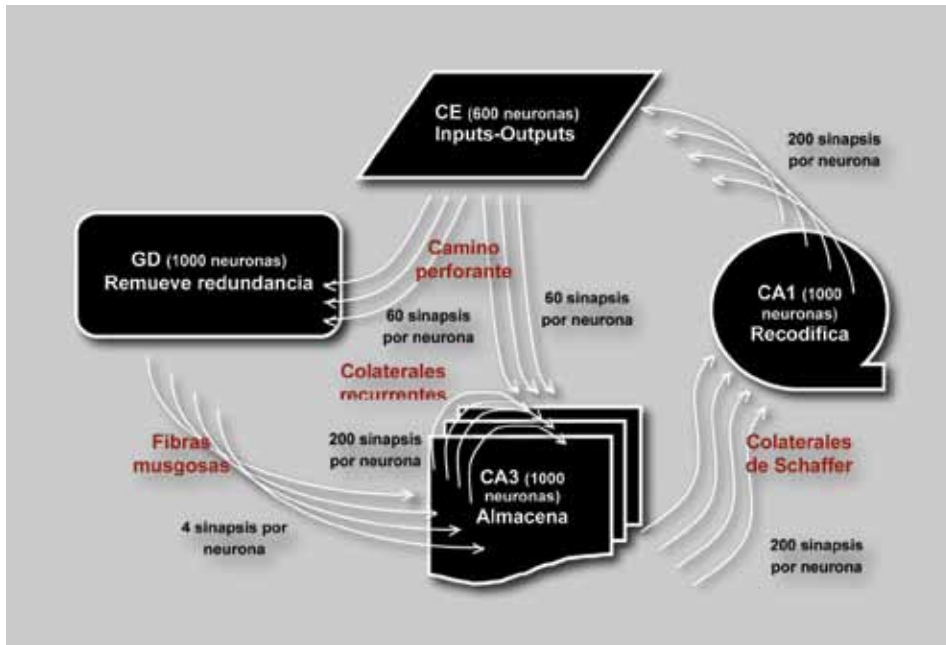 CE (600 neuronas)
Inputs-Outputs
200 sinapsis
por neurona
GD (1000 neuronas)
Remueve redundancia
Camino
perforante
60 sinapsis
por neurona
60 sinapsis
por neurona
CA1 (1000
neuronas)
Recodifica
Colaterales
recurrentes
200 sinapsis
por neurona
Fibras
musgosas
4 sinapsis por
neurona
CA3 (1000
neuronas)
Almacena
Colaterales
de Schaffer
200 sinapsis
por neurona